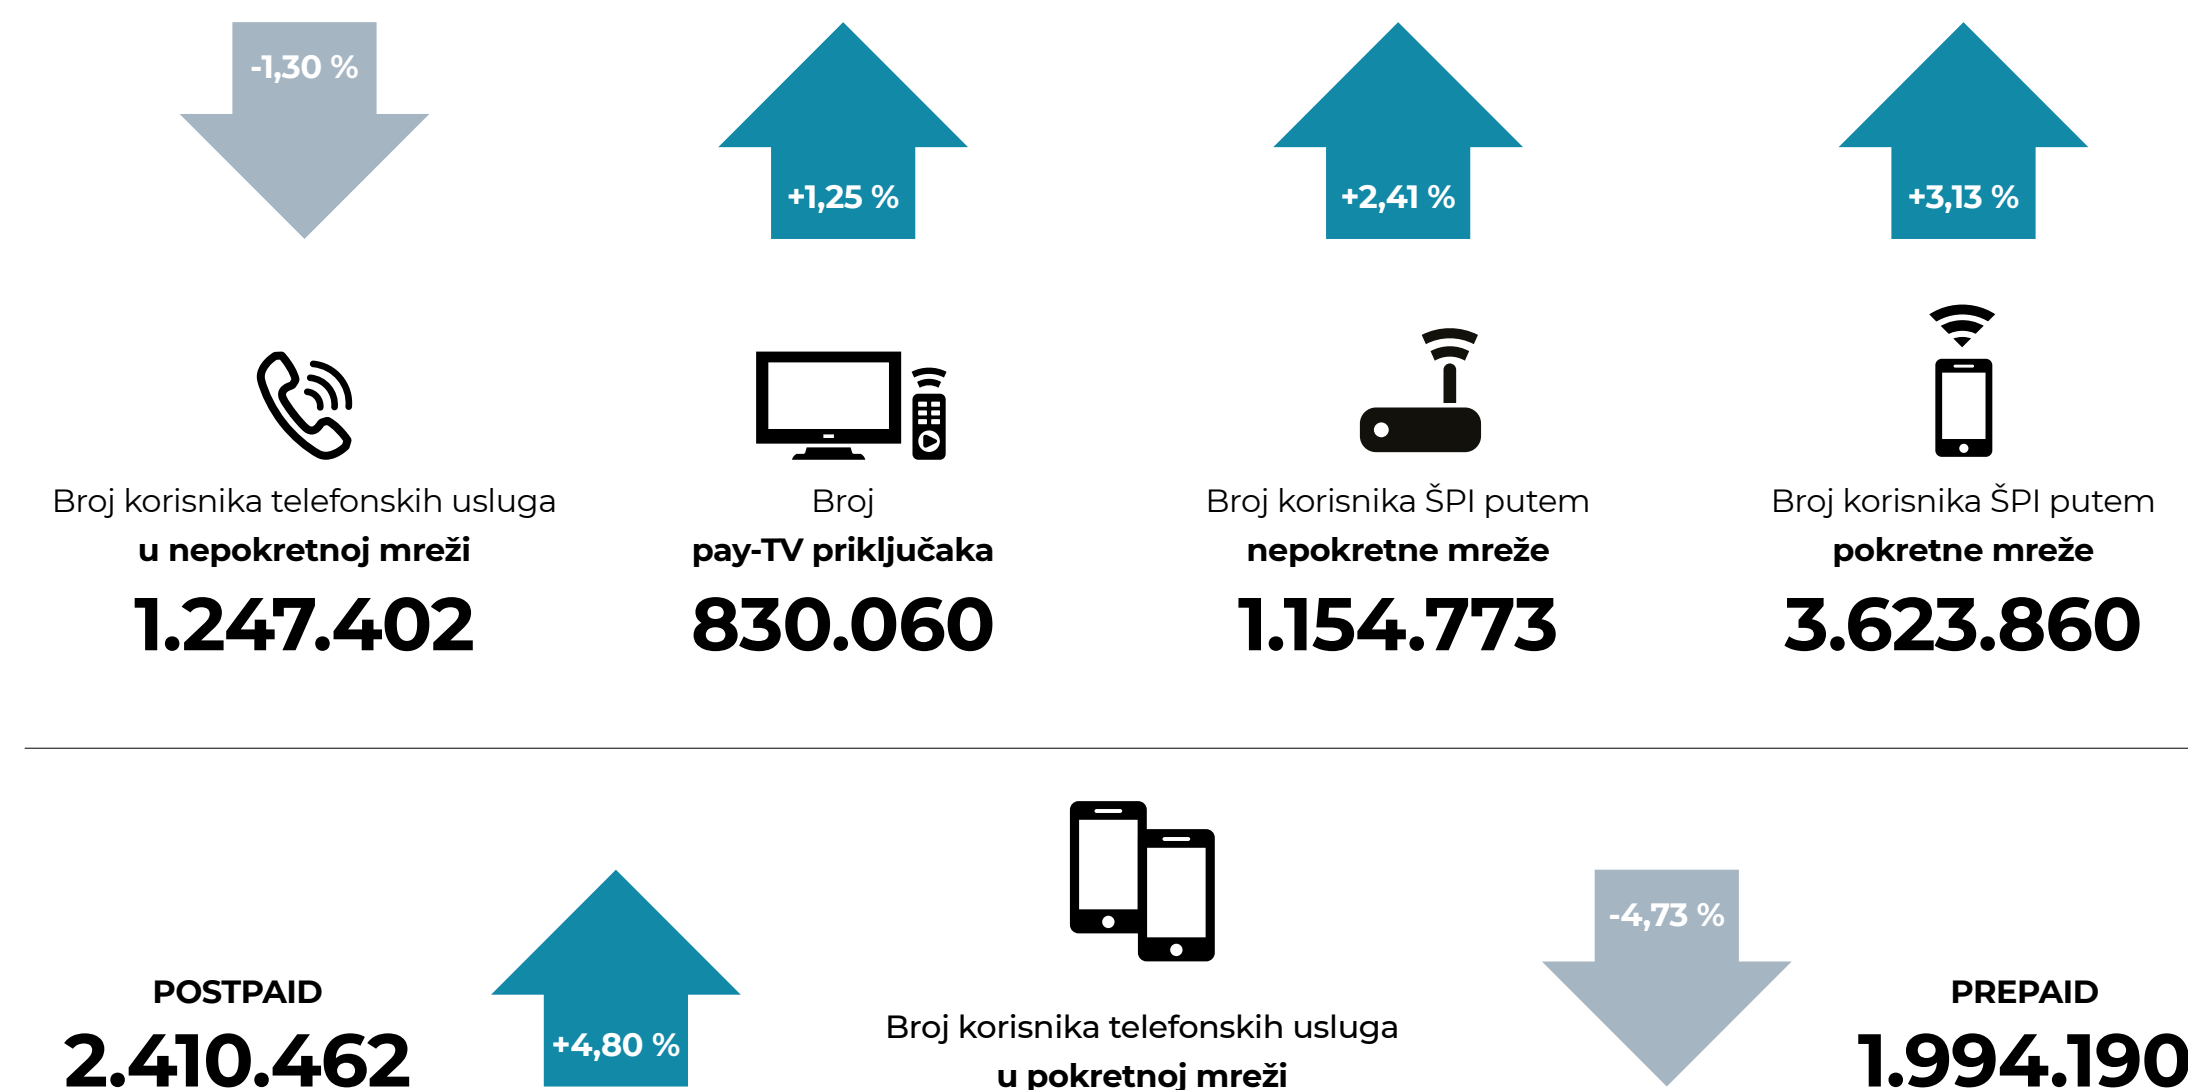 -1,30 %
+1,25 %
+2,41 %
+3,13 %
Broj korisnika telefonskih usluga
u nepokretnoj mreži
1.247.402
Broj
pay-TV priključaka
830.060
Broj korisnika ŠPI putem
nepokretne mreže
1.154.773
Broj korisnika ŠPI putem
pokretne mreže
3.623.860
POSTPAID
2.410.462
+4,80 %
Broj korisnika telefonskih usluga
u pokretnoj mreži
-4,73 %
PREPAID
1.994.190